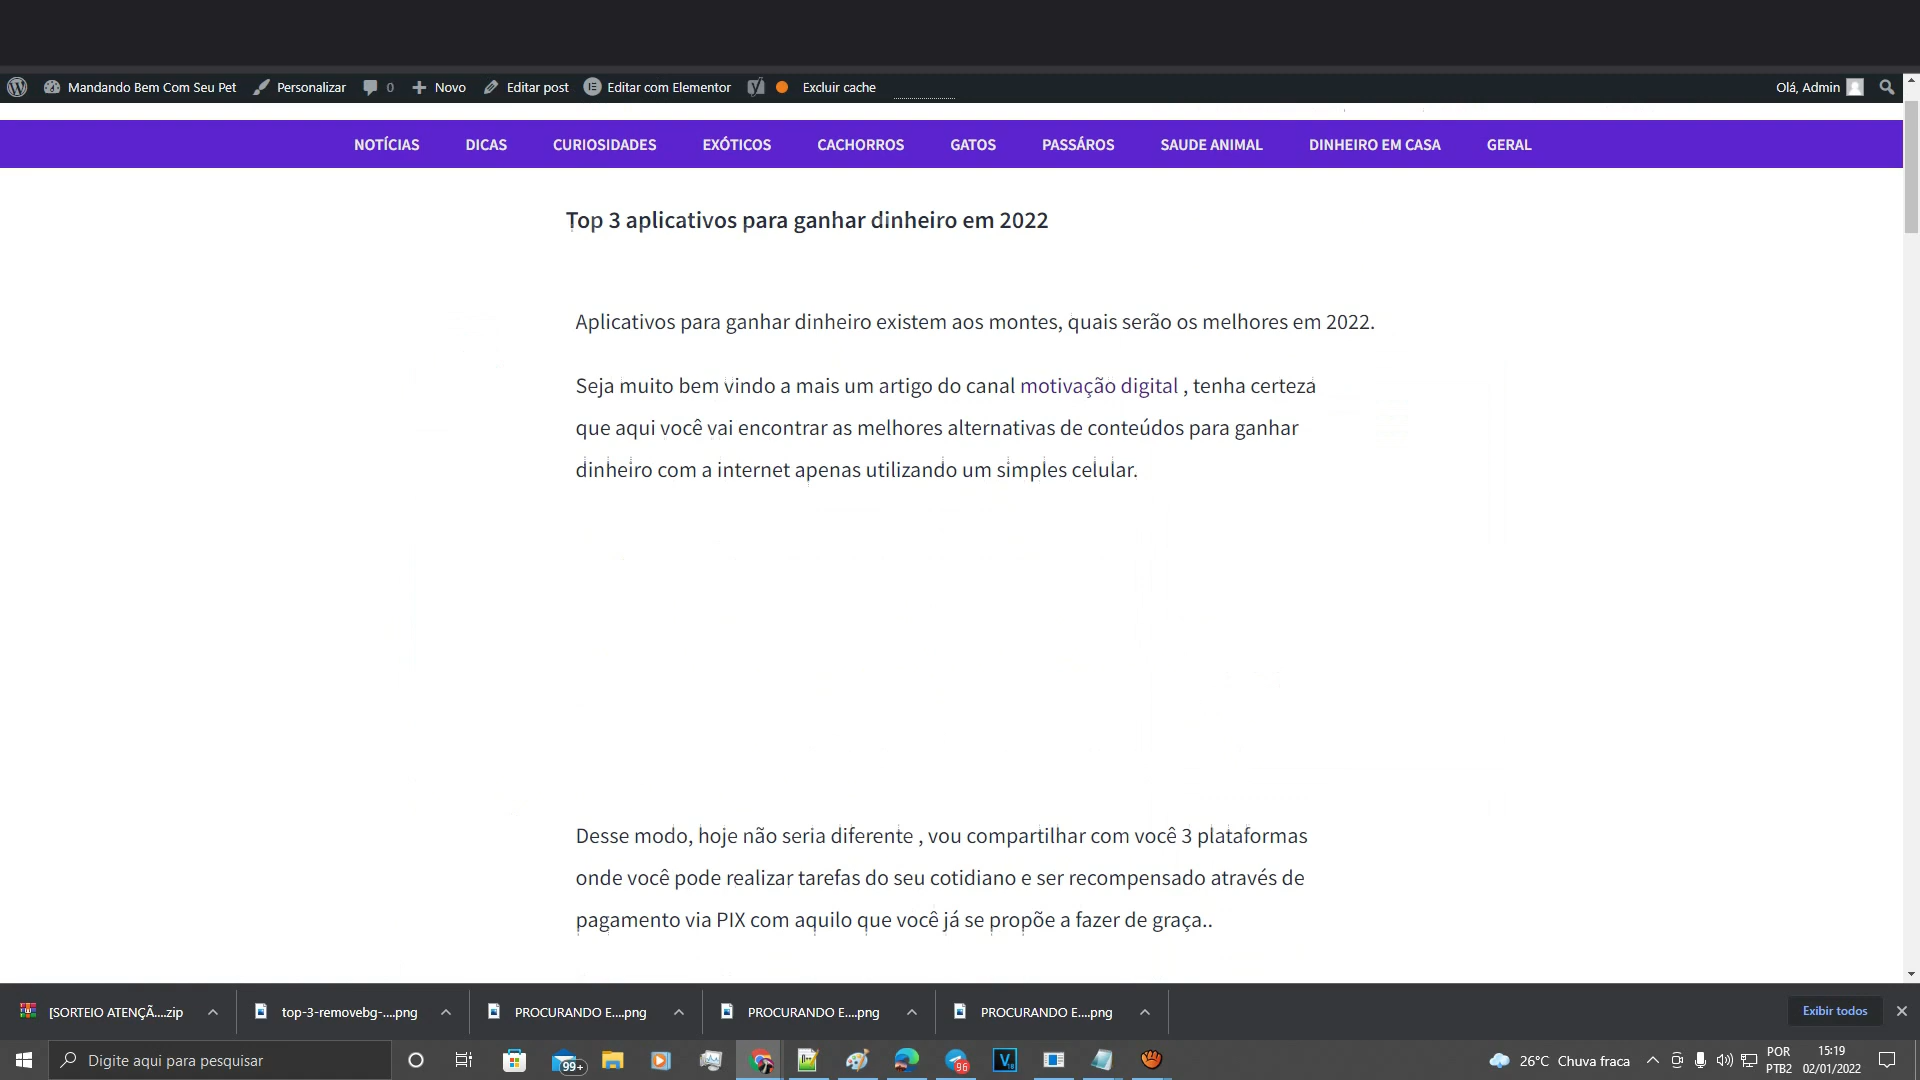 Mandando Bem Com Seu Pet Personalizar 0 Novo Editar post Editar com Elementor Excluir cache Olá, Admin
NOTÍCIAS DICAS CURIOSIDADES EXÓTICOS CACHORROS GATOS PASSÁROS SAUDE ANIMAL DINHEIRO EM CASA GERAL
Top 3 aplicativos para ganhar dinheiro em 2022
Aplicativos para ganhar dinheiro existem aos montes, quais serão os melhores em 2022.
Seja muito bem vindo a mais um artigo do canal motivação digital , tenha certeza
que aqui você vai encontrar as melhores alternativas de conteúdos para ganhar
dinheiro com a internet apenas utilizando um simples celular.
Desse modo, hoje não seria diferente , vou compartilhar com você 3 plataformas
onde você pode realizar tarefas do seu cotidiano e ser recompensado através de
pagamento via PIX com aquilo que você já se propõe a fazer de graça..
[SORTEIO ATENÇÃ....zip top-3-removebg-....png PROCURANDO E....png PROCURANDO E....png PROCURANDO E....png Exibir todos
Digite aqui para pesquisar 99+ 96 V 26°C Chuva fraca POR 15:19
PTB2 02/01/2022